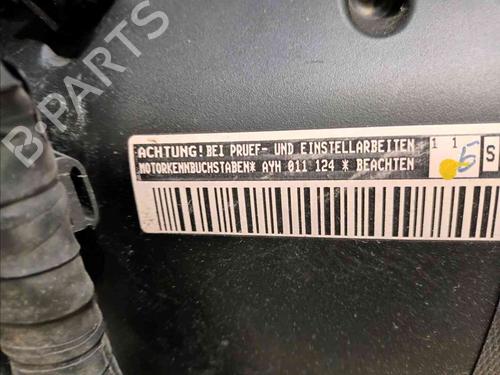 B-PARTS
ACHTUNG! BEI PRUEF- UND EINSTELLARBEITEN
MOTORKENNBUCHSTABEN* AYH 011 124 * BEACHTEN
1 1
5
S